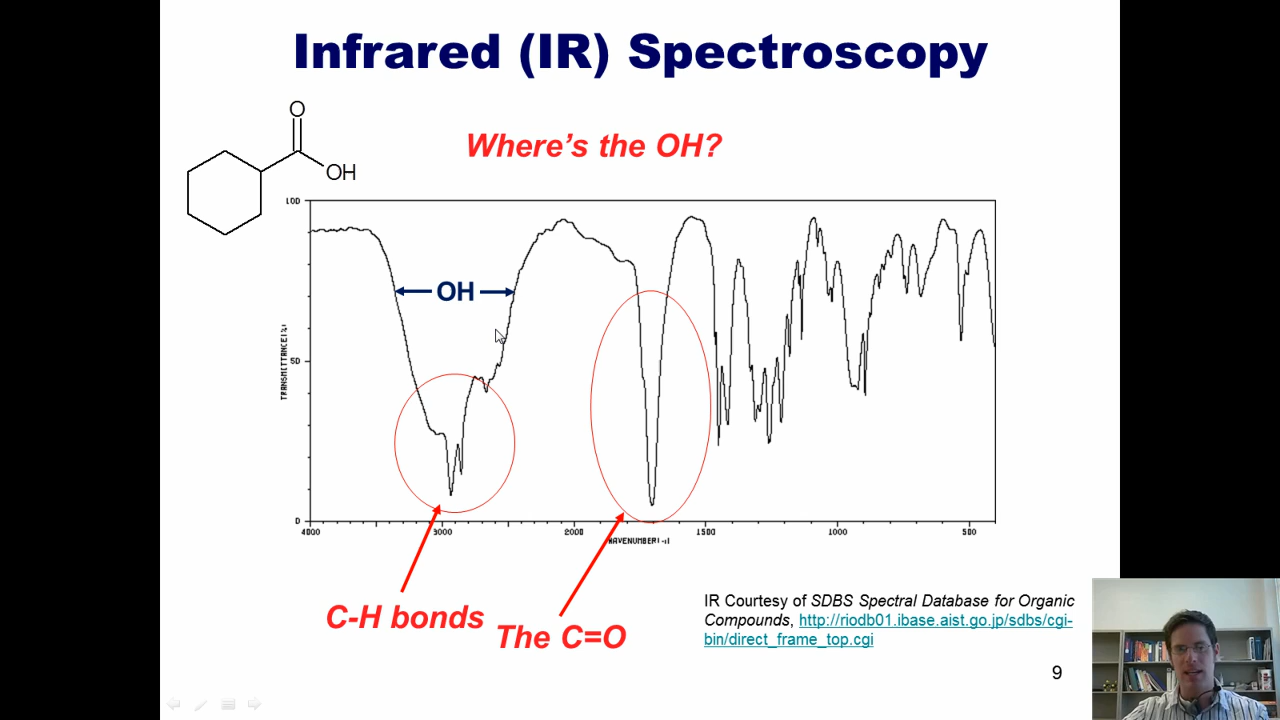 Infrared (IR) Spectroscopy
O
OH
Where's the OH?
100
OH
50
TRANSMITTANCE(%)
0
4000
3000
2000
1500
1000
500
WAVENUMBER(-1)
C-H bonds
The C=O
IR Courtesy of SDBS Spectral Database for Organic
Compounds, http://riodb01.ibase.aist.go.jp/sdbs/cgi-
bin/direct_frame_top.cgi
9